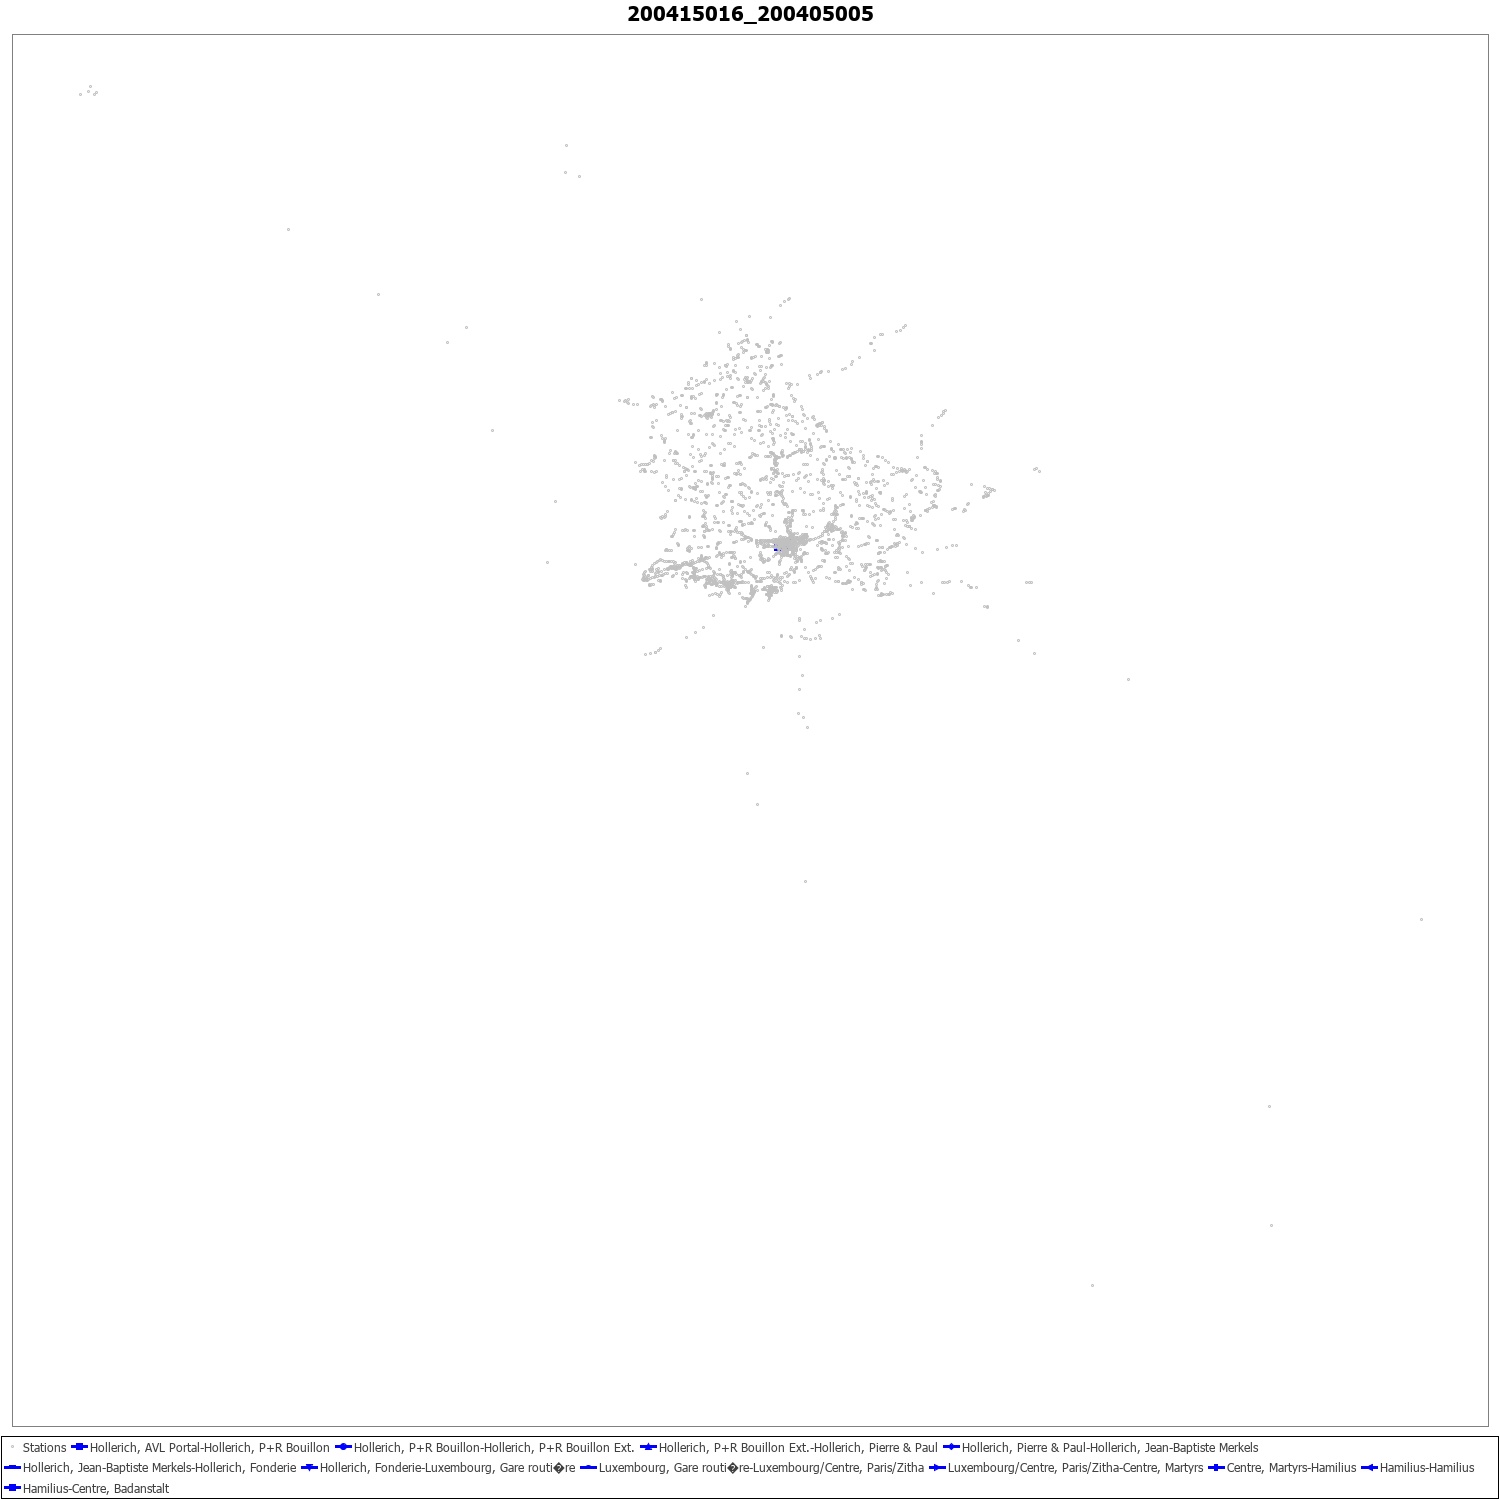 200415016_200405005
Stations Hollerich, AVL Portal-Hollerich, P+R Bouillon Hollerich, P+R Bouillon-Hollerich, P+R Bouillon Ext. Hollerich, P+R Bouillon Ext.-Hollerich, Pierre & Paul Hollerich, Pierre & Paul-Hollerich, Jean-Baptiste Merkels
Hollerich, Jean-Baptiste Merkels-Hollerich, Fonderie Hollerich, Fonderie-Luxembourg, Gare routi�re Luxembourg, Gare routi�re-Luxembourg/Centre, Paris/Zitha Luxembourg/Centre, Paris/Zitha-Centre, Martyrs Centre, Martyrs-Hamilius Hamilius-Hamilius
Hamilius-Centre, Badanstalt